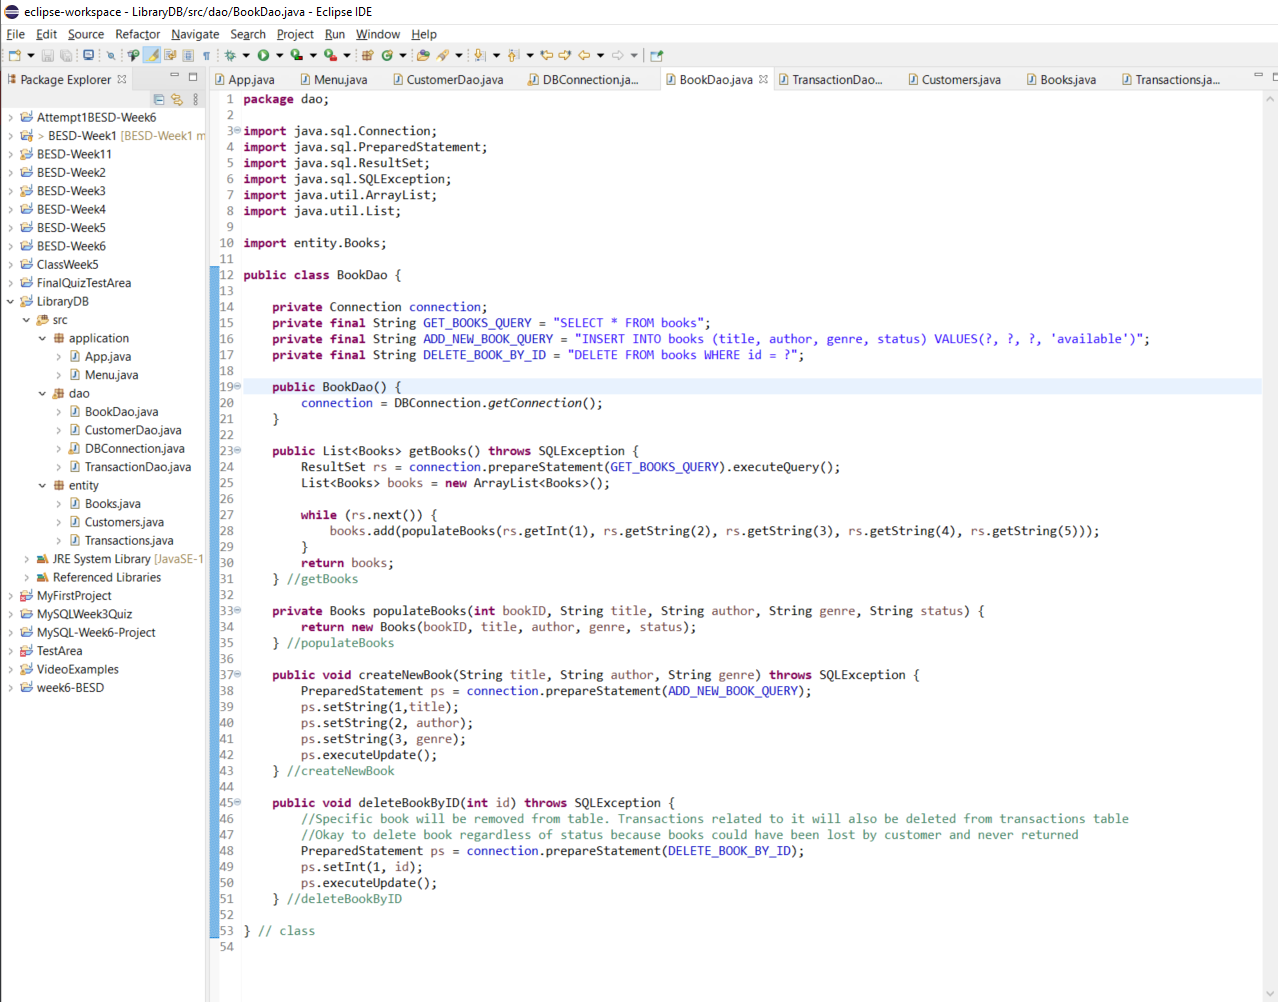 eclipse-workspace - LibraryDB/src/dao/BookDao.java - Eclipse IDE
File Edit Source Refactor Navigate Search Project Run Window Help
Package Explorer
Attempt1BESD-Week6
> BESD-Week1 [BESD-Week1 m
BESD-Week11
BESD-Week2
BESD-Week3
BESD-Week4
BESD-Week5
BESD-Week6
ClassWeek5
FinalQuizTestArea
LibraryDB
src
application
App.java
Menu.java
dao
BookDao.java
CustomerDao.java
DBConnection.java
TransactionDao.java
entity
Books.java
Customers.java
Transactions.java
JRE System Library [JavaSE-1
Referenced Libraries
MyFirstProject
MySQLWeek3Quiz
MySQL-Week6-Project
TestArea
VideoExamples
week6-BESD
App.java Menu.java CustomerDao.java DBConnection.ja... BookDao.java TransactionDao... Customers.java Books.java Transactions.ja...
1 package dao;
2
3 import java.sql.Connection;
4 import java.sql.PreparedStatement;
5 import java.sql.ResultSet;
6 import java.sql.SQLException;
7 import java.util.ArrayList;
8 import java.util.List;
9
10 import entity.Books;
11
12 public class BookDao {
13
14     private Connection connection;
15     private final String GET_BOOKS_QUERY = "SELECT * FROM books";
16     private final String ADD_NEW_BOOK_QUERY = "INSERT INTO books (title, author, genre, status) VALUES(?, ?, ?, 'available')";
17     private final String DELETE_BOOK_BY_ID = "DELETE FROM books WHERE id = ?";
18
19     public BookDao() {
20         connection = DBConnection.getConnection();
21     }
22
23     public List<Books> getBooks() throws SQLException {
24         ResultSet rs = connection.prepareStatement(GET_BOOKS_QUERY).executeQuery();
25         List<Books> books = new ArrayList<Books>();
26
27         while (rs.next()) {
28             books.add(populateBooks(rs.getInt(1), rs.getString(2), rs.getString(3), rs.getString(4), rs.getString(5)));
29         }
30         return books;
31     } //getBooks
32
33     private Books populateBooks(int bookID, String title, String author, String genre, String status) {
34         return new Books(bookID, title, author, genre, status);
35     } //populateBooks
36
37     public void createNewBook(String title, String author, String genre) throws SQLException {
38         PreparedStatement ps = connection.prepareStatement(ADD_NEW_BOOK_QUERY);
39         ps.setString(1,title);
40         ps.setString(2, author);
41         ps.setString(3, genre);
42         ps.executeUpdate();
43     } //createNewBook
44
45     public void deleteBookByID(int id) throws SQLException {
46         //Specific book will be removed from table. Transactions related to it will also be deleted from transactions table
47         //Okay to delete book regardless of status because books could have been lost by customer and never returned
48         PreparedStatement ps = connection.prepareStatement(DELETE_BOOK_BY_ID);
49         ps.setInt(1, id);
50         ps.executeUpdate();
51     } //deleteBookByID
52
53 } // class
54